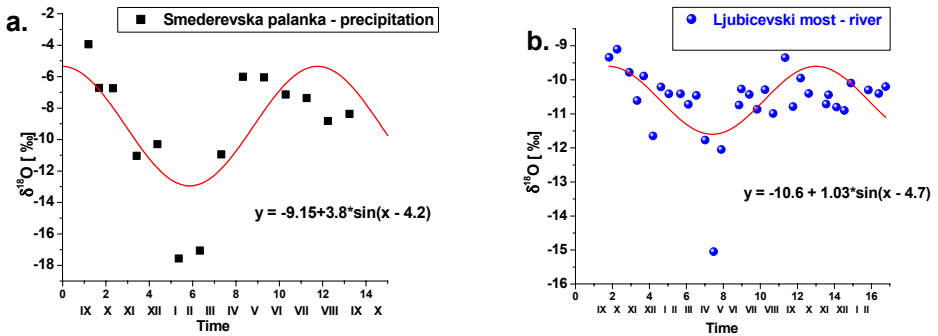 a.
Smederevska palanka - precipitation
-2
-4
-6
-8
-10
-12
-14
-16
-18
δ18O [ ‰]
y = -9.15+3.8*sin(x - 4.2)
0 2 4 6 8 10 12 14
IX X XI XII I II III IV V VI VII VIII IX X
Time
b.
Ljubicevski most - river
-9
-10
-11
-12
-13
-14
-15
-16
δ18O [ ‰]
y = -10.6 + 1.03*sin(x - 4.7)
0 2 4 6 8 10 12 14 16
IX X XI XII I II III IV V VI VII VIII IX X XI XII I II
Time